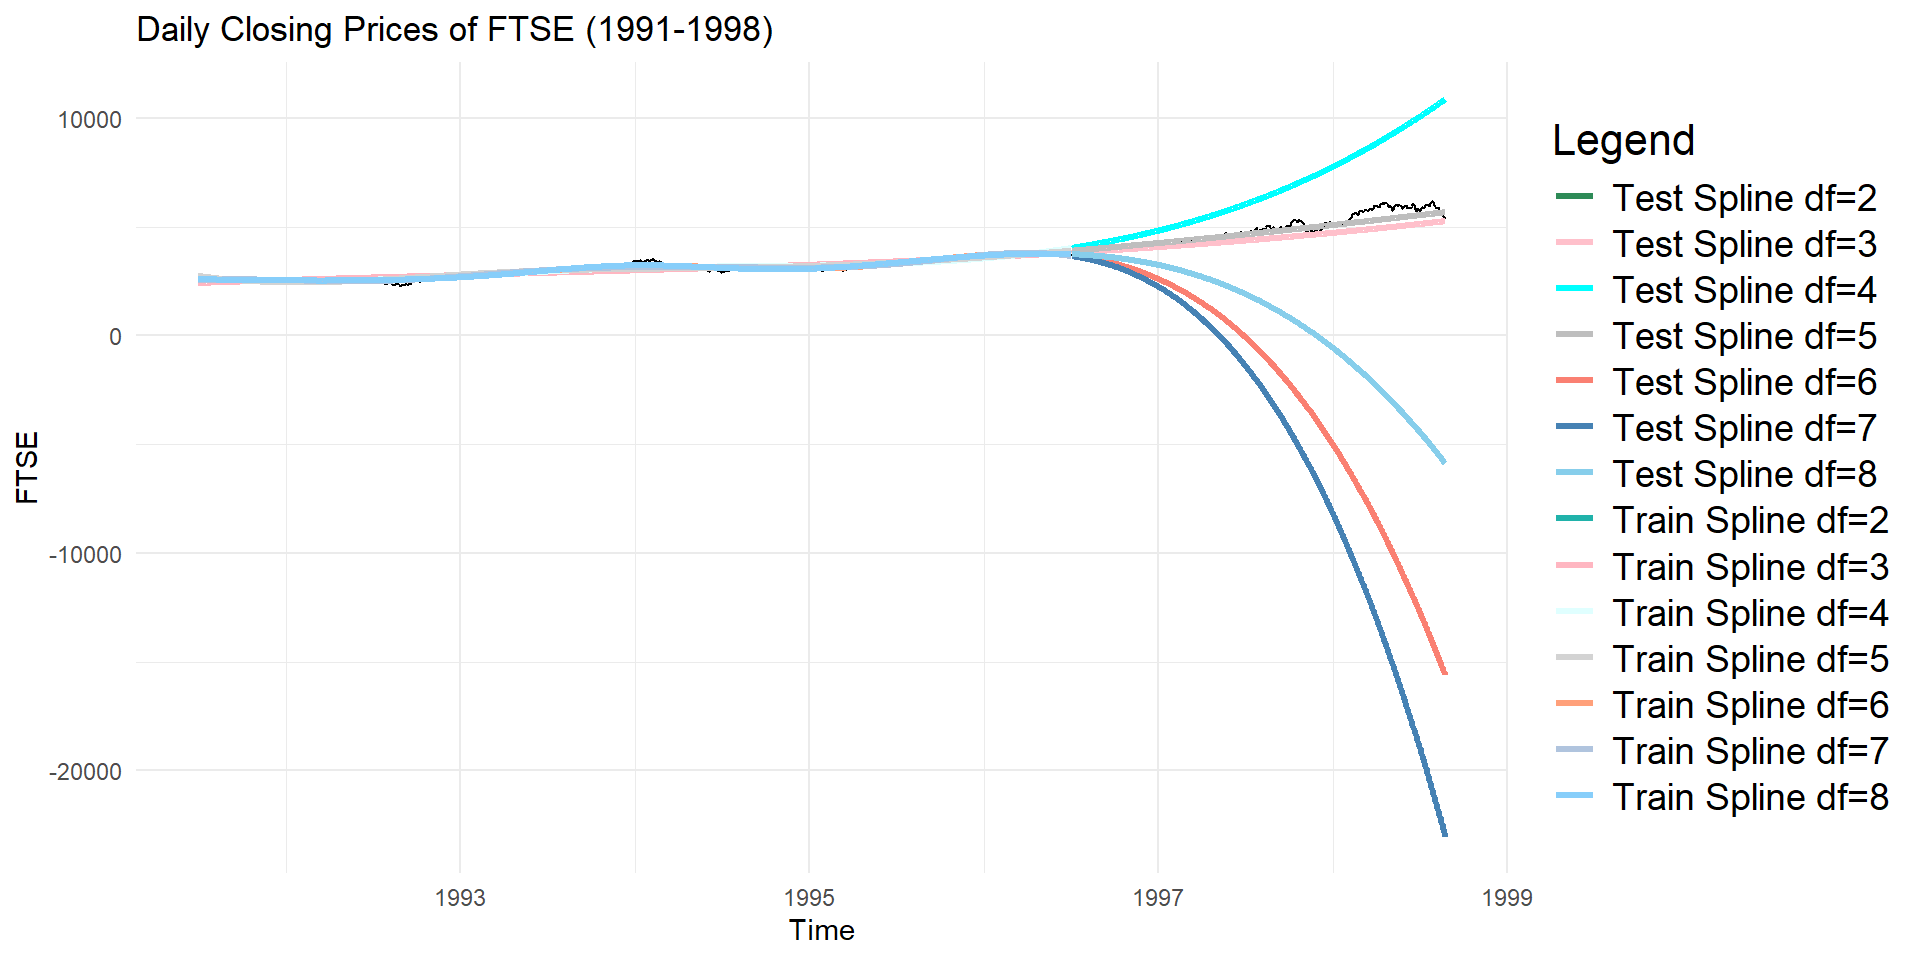 Daily Closing Prices of FTSE (1991-1998)
10000
0
-10000
-20000
FTSE
1993
1995
1997
1999
Time
Legend
Test Spline df=2
Test Spline df=3
Test Spline df=4
Test Spline df=5
Test Spline df=6
Test Spline df=7
Test Spline df=8
Train Spline df=2
Train Spline df=3
Train Spline df=4
Train Spline df=5
Train Spline df=6
Train Spline df=7
Train Spline df=8